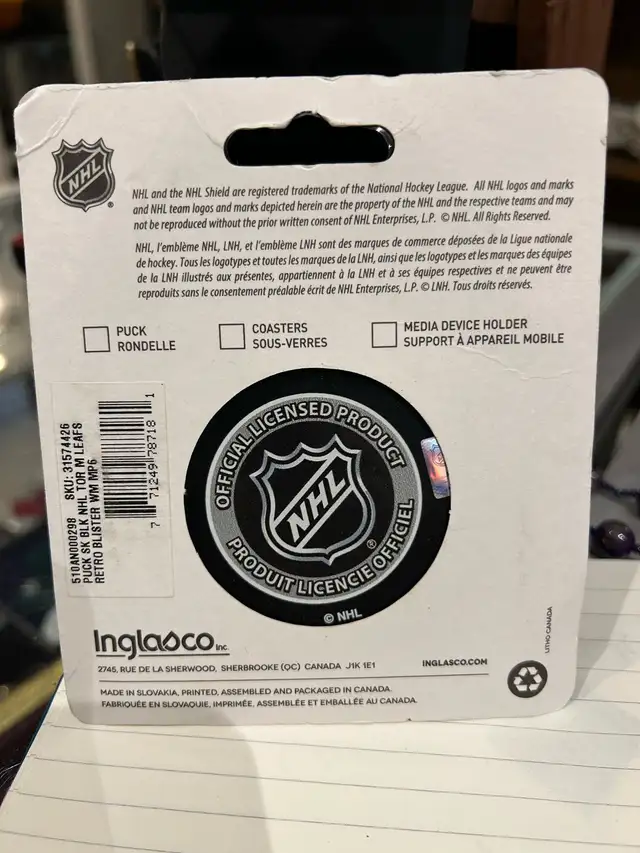 NHL
®
NHL and the NHL Shield are registered trademarks of the National Hockey League. All NHL logos and marks
and NHL team logos and marks depicted herein are the property of the NHL and the respective teams and may
not be reproduced without the prior written consent of NHL Enterprises, L.P. © NHL. All Rights Reserved.
NHL, l'emblème NHL, LNH, et l'emblème LNH sont des marques de commerce déposées de la Ligue nationale
de hockey. Tous les logotypes et toutes les marques de la LNH, ainsi que les logotypes et les marques des équipes
de la LNH illustrés aux présentes, appartiennent à la LNH et à ses équipes respectives et ne peuvent être
reproduits sans le consentement préalable écrit de NHL Enterprises, L.P. © LNH. Tous droits réservés.
PUCK
RONDELLE
COASTERS
SOUS-VERRES
MEDIA DEVICE HOLDER
SUPPORT À APPAREIL MOBILE
510AN000298 SKU: 31574426
PUCK SK BLK NHL TOR M LEAFS
RETRO BLISTER WM MP6
7 71249 78718 1
OFFICIAL LICENSED PRODUCT
NHL
®
PRODUIT LICENCIE OFFICIEL
© NHL
Inglasco Inc.
2745, RUE DE LA SHERWOOD, SHERBROOKE (QC) CANADA J1K 1E1
INGLASCO.COM
MADE IN SLOVAKIA, PRINTED, ASSEMBLED AND PACKAGED IN CANADA.
FABRIQUÉE EN SLOVAQUIE, IMPRIMÉE, ASSEMBLÉE ET EMBALLÉE AU CANADA.
LITHO CANADA